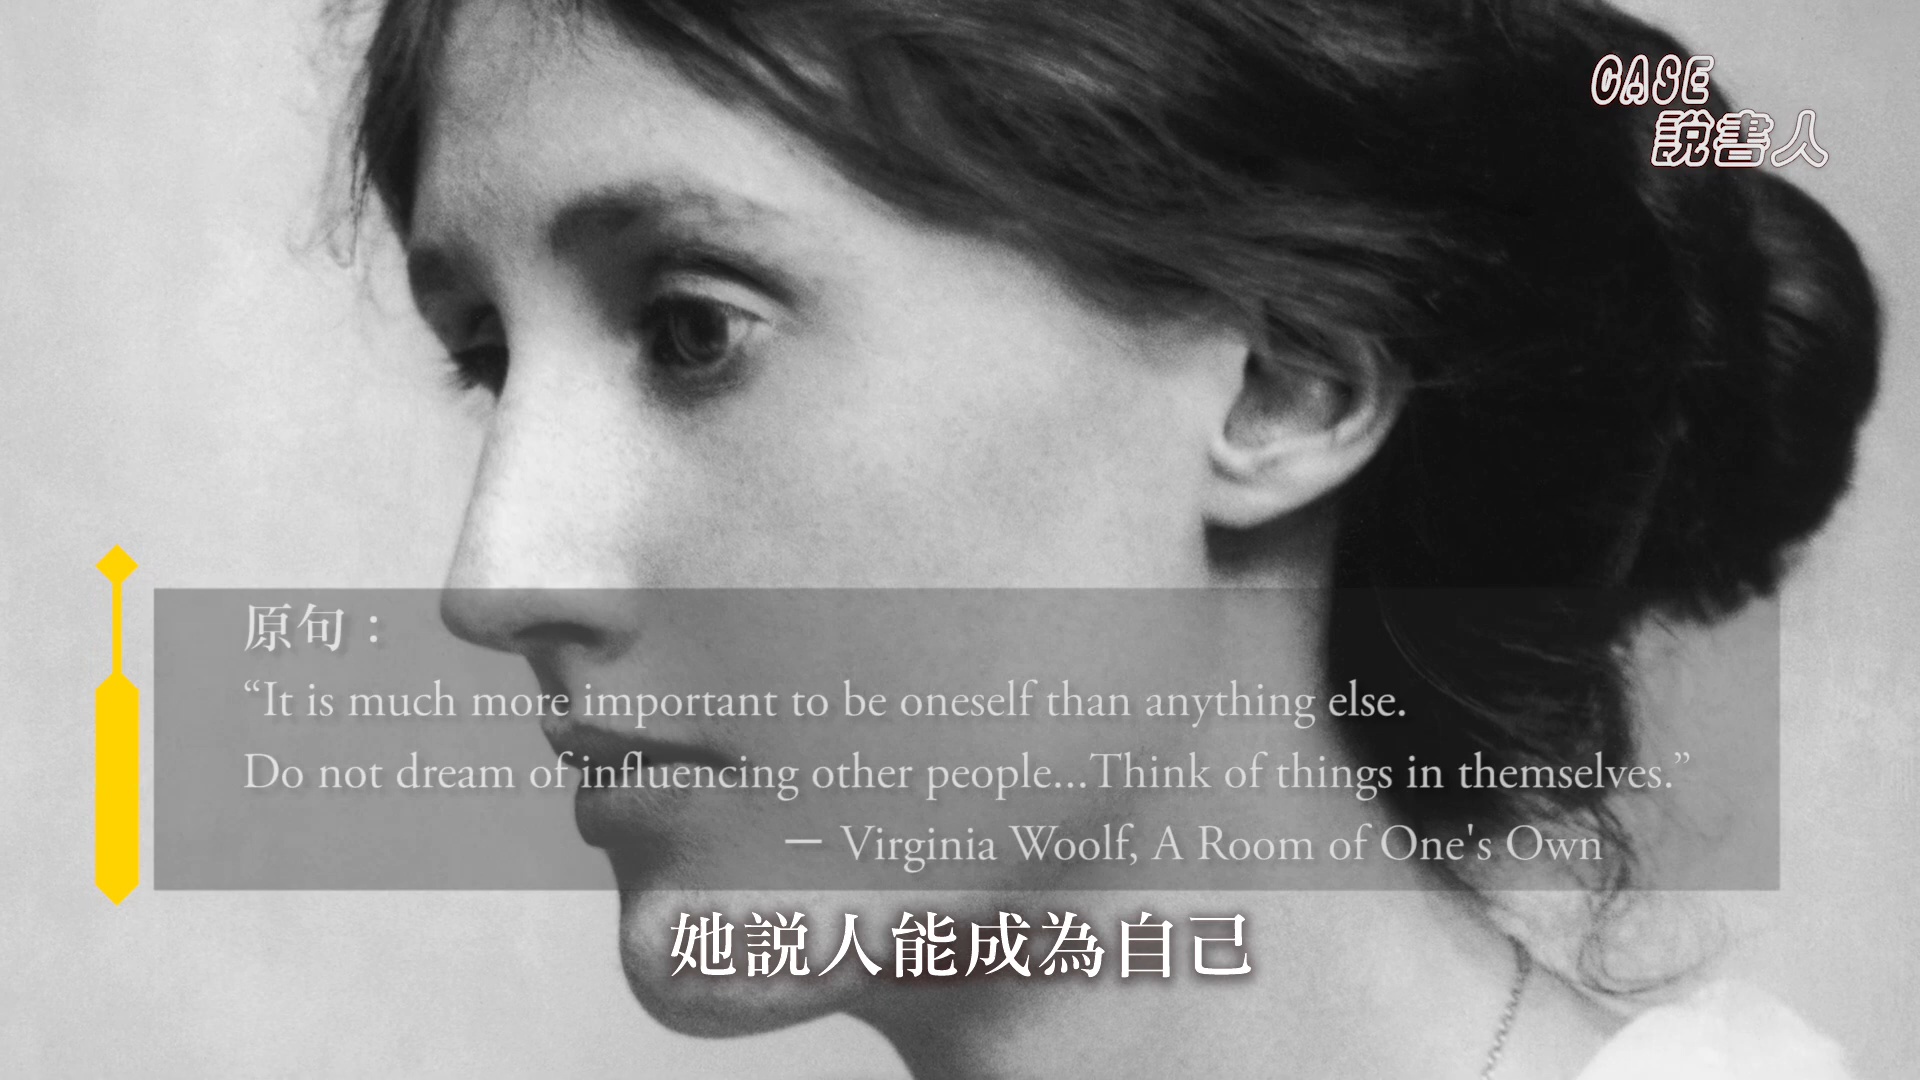 CASE
說書人
原句：
“It is much more important to be oneself than anything else.
Do not dream of influencing other people...Think of things in themselves.”
— Virginia Woolf, A Room of One's Own
她說人能成為自己